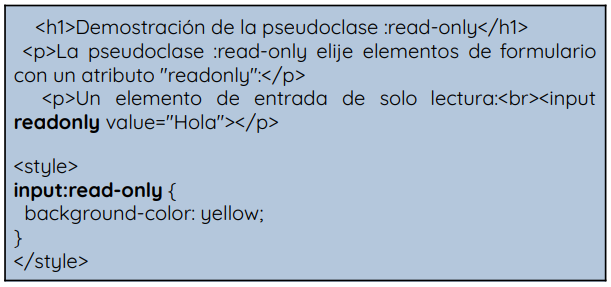 <h1>Demostración de la pseudoclase :read-only</h1>
<p>La pseudoclase :read-only elije elementos de formulario
con un atributo "readonly":</p>
<p>Un elemento de entrada de solo lectura:<br><input
readonly value="Hola"></p>
<style>
input:read-only {
background-color: yellow;
}
</style>